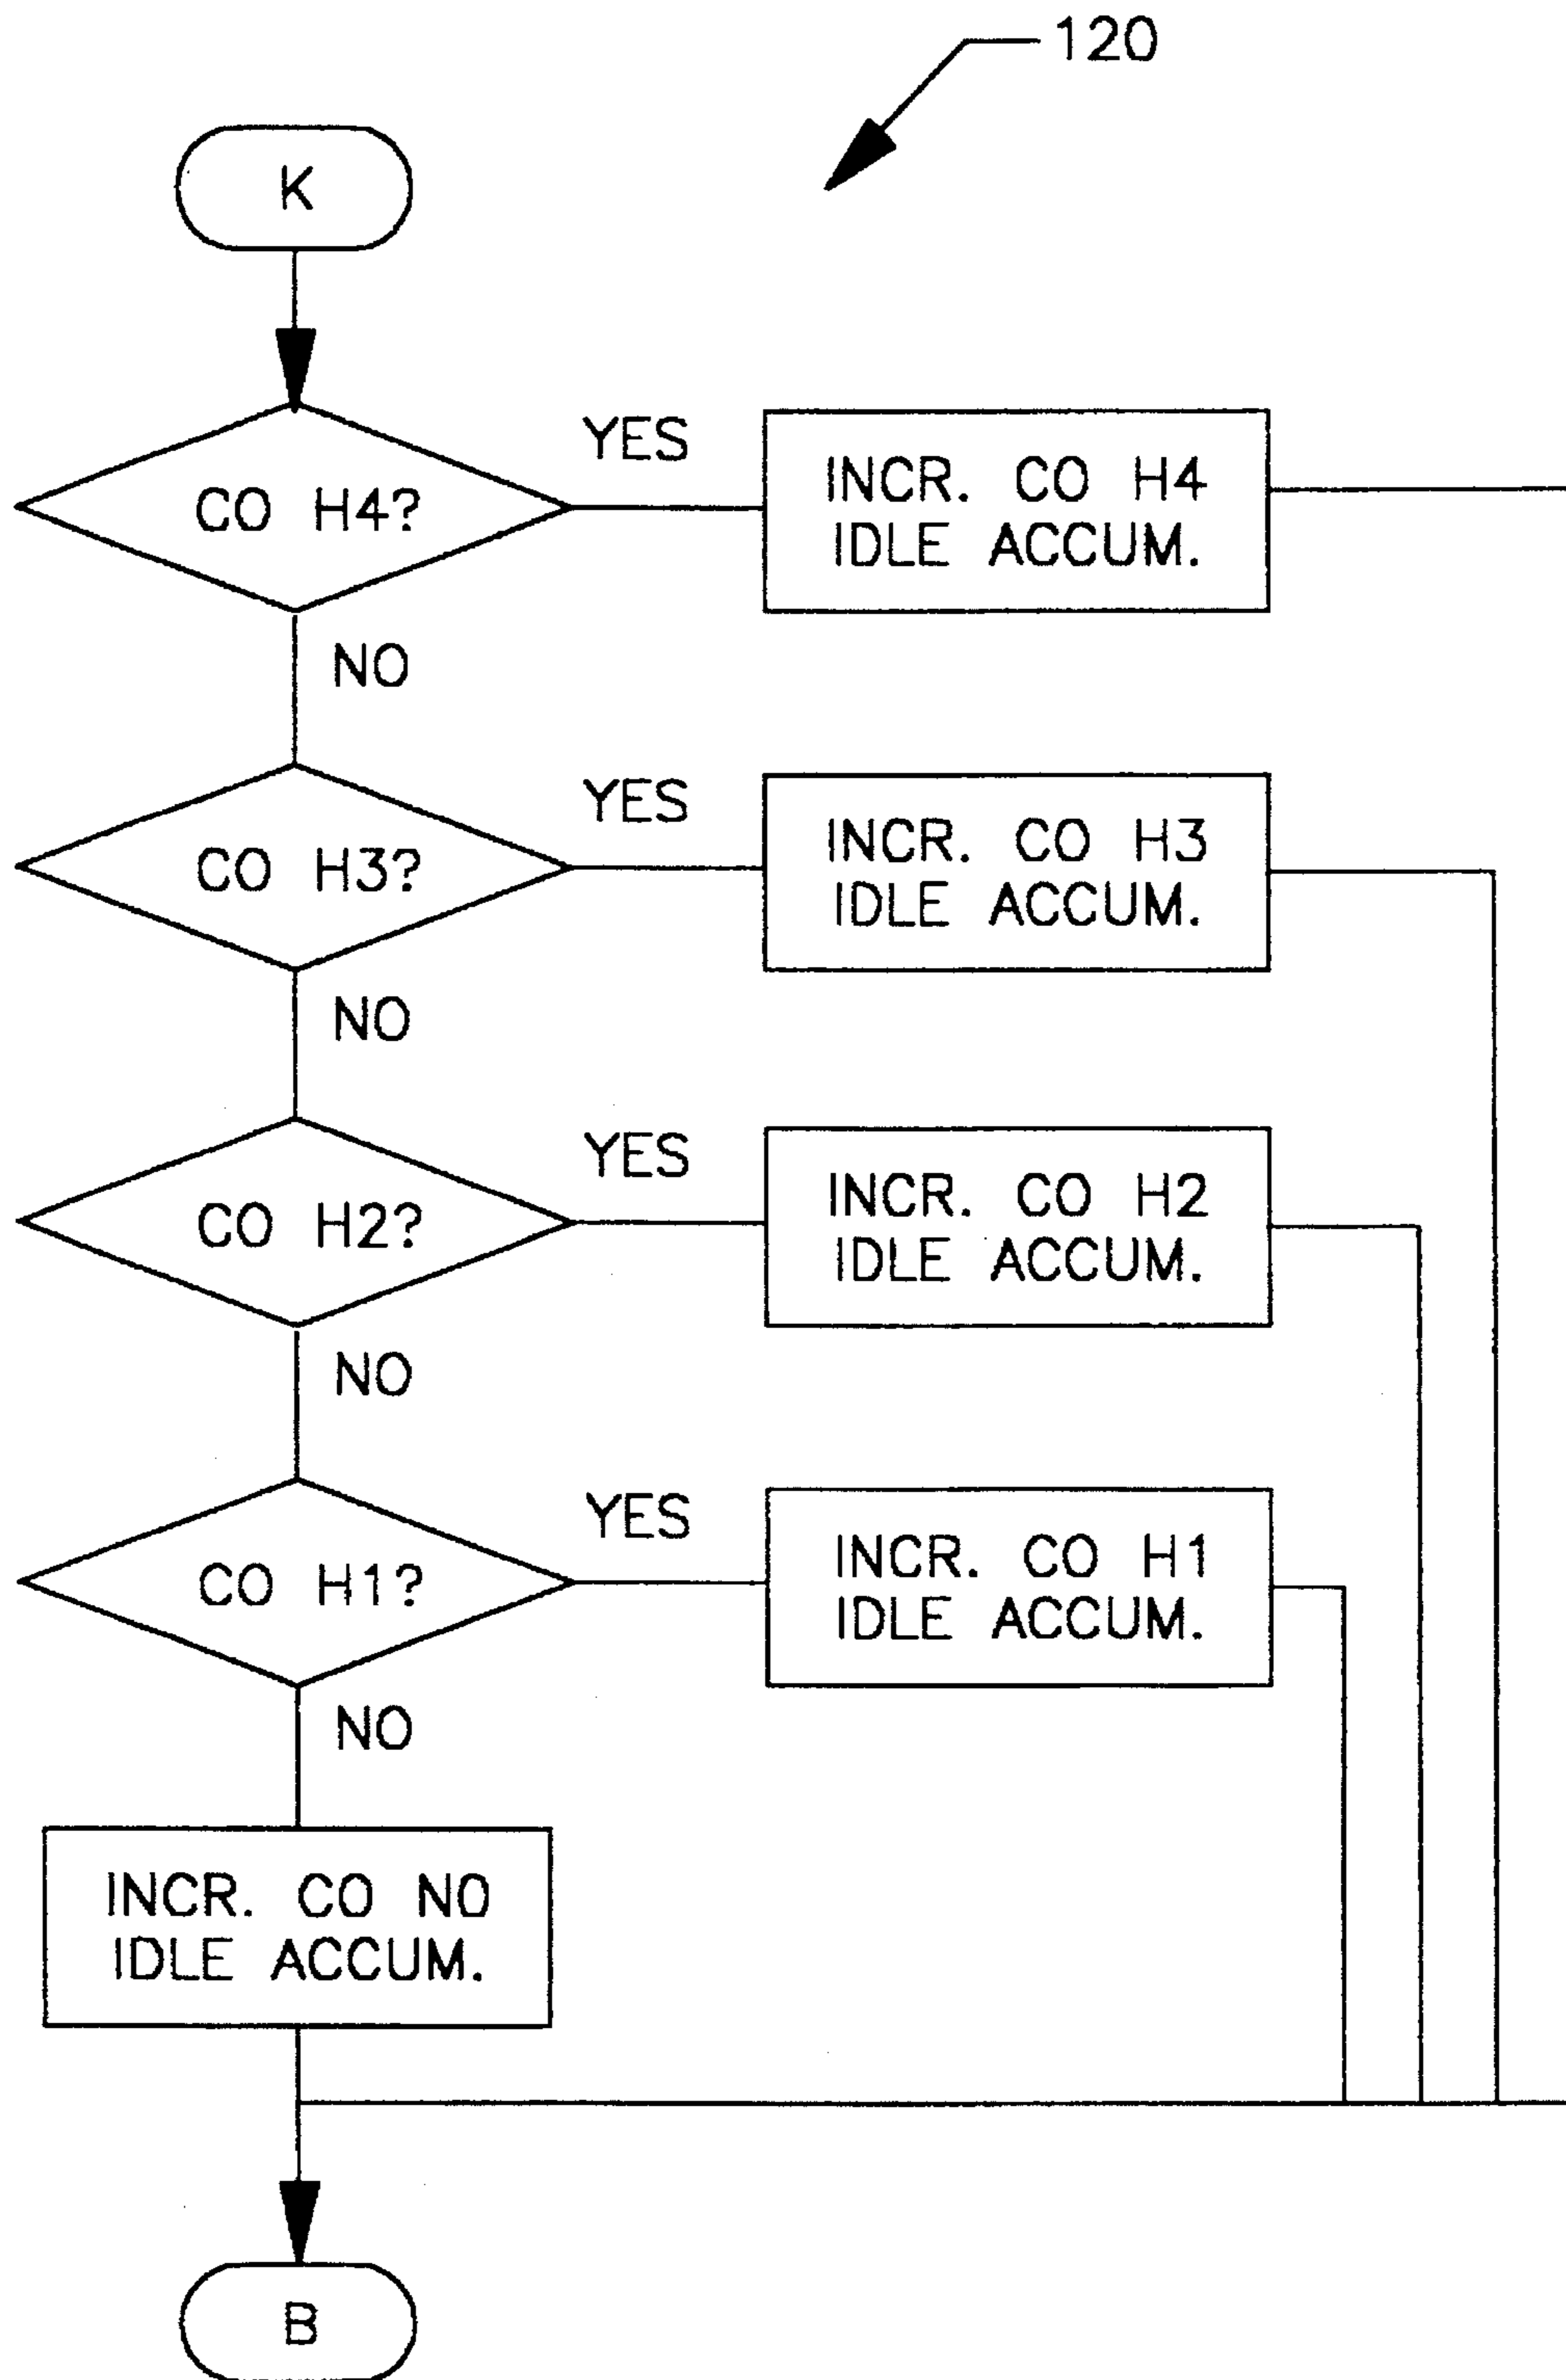 120
K
CO H4?
YES
INCR. CO H4
IDLE ACCUM.
NO
CO H3?
YES
INCR. CO H3
IDLE ACCUM.
NO
CO H2?
YES
INCR. CO H2
IDLE ACCUM.
NO
CO H1?
YES
INCR. CO H1
IDLE ACCUM.
NO
INCR. CO NO
IDLE ACCUM.
B